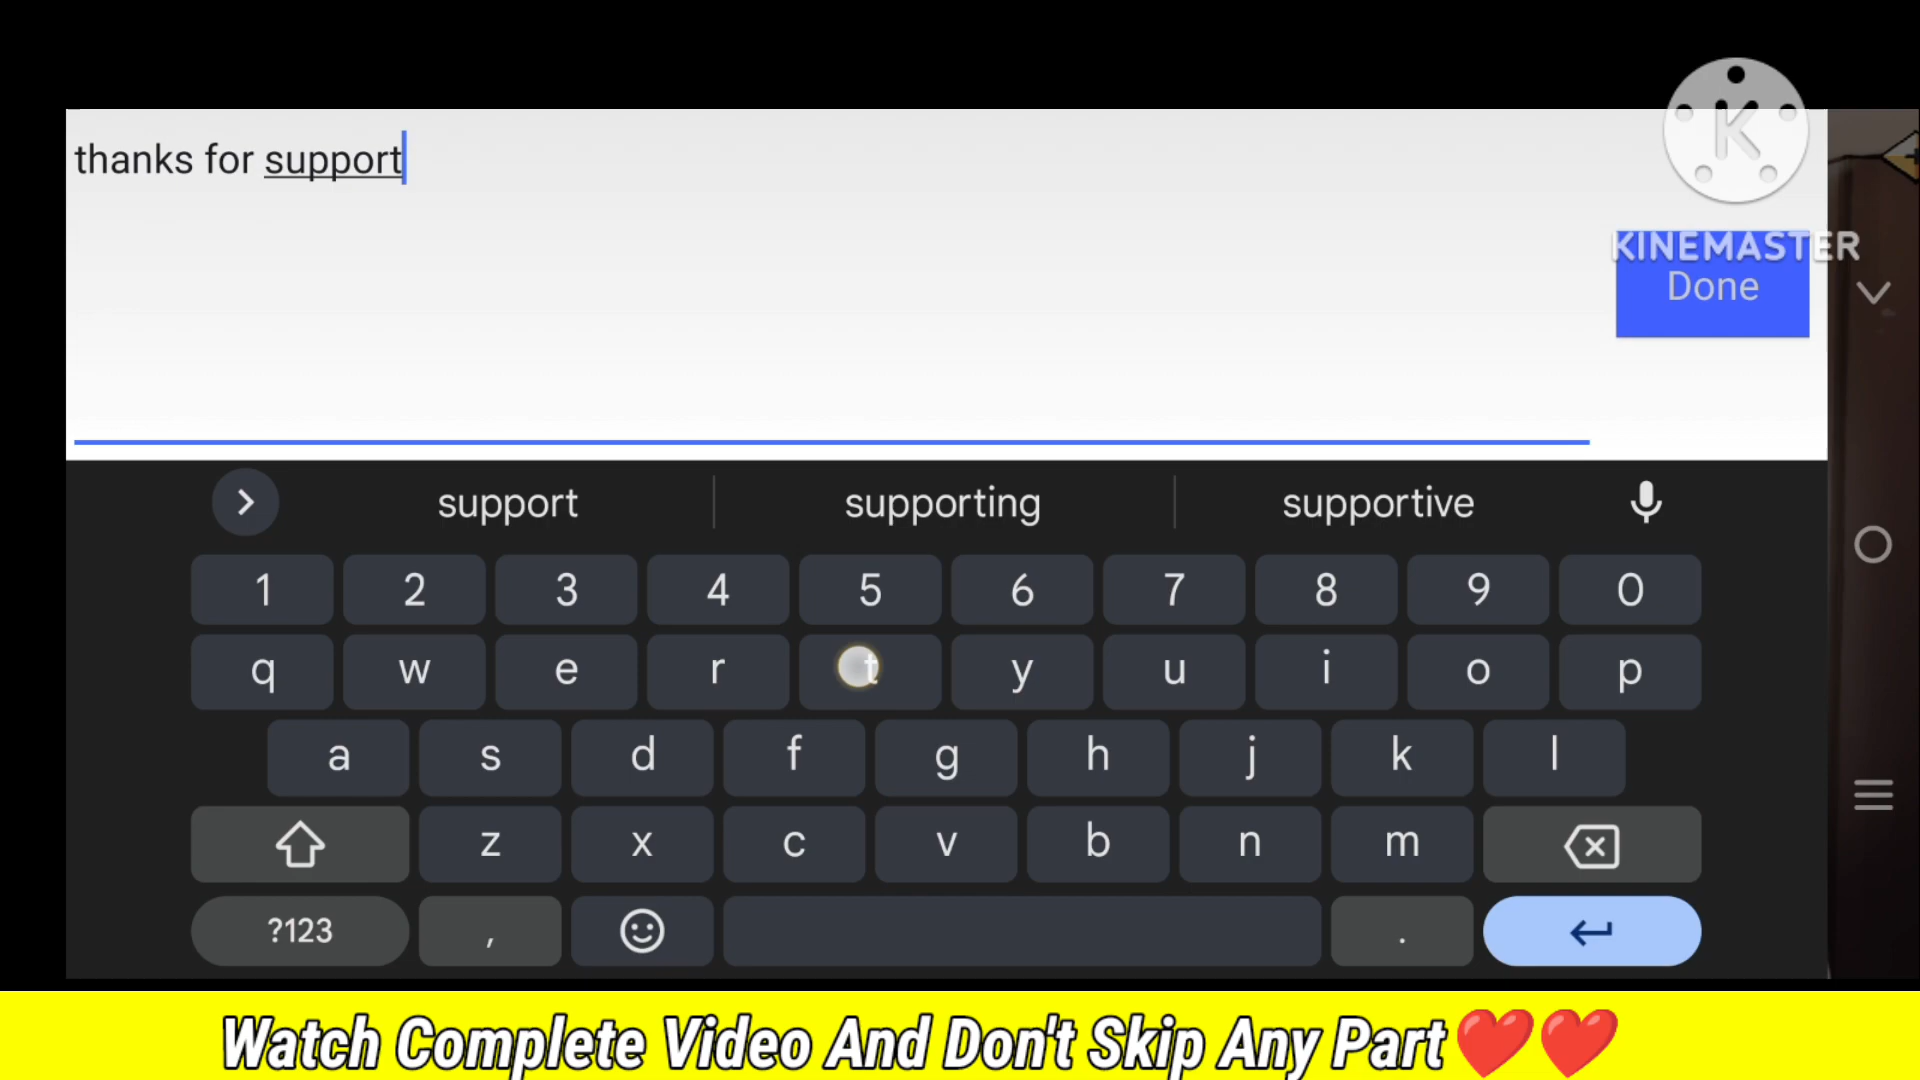 thanks for support
K
KINEMASTER
Done
support supporting supportive
1 2 3 4 5 6 7 8 9 0
q w e r t y u i o p
a s d f g h j k l
z x c v b n m
?123 , .
Watch Complete Video And Don't Skip Any Part❤️❤️